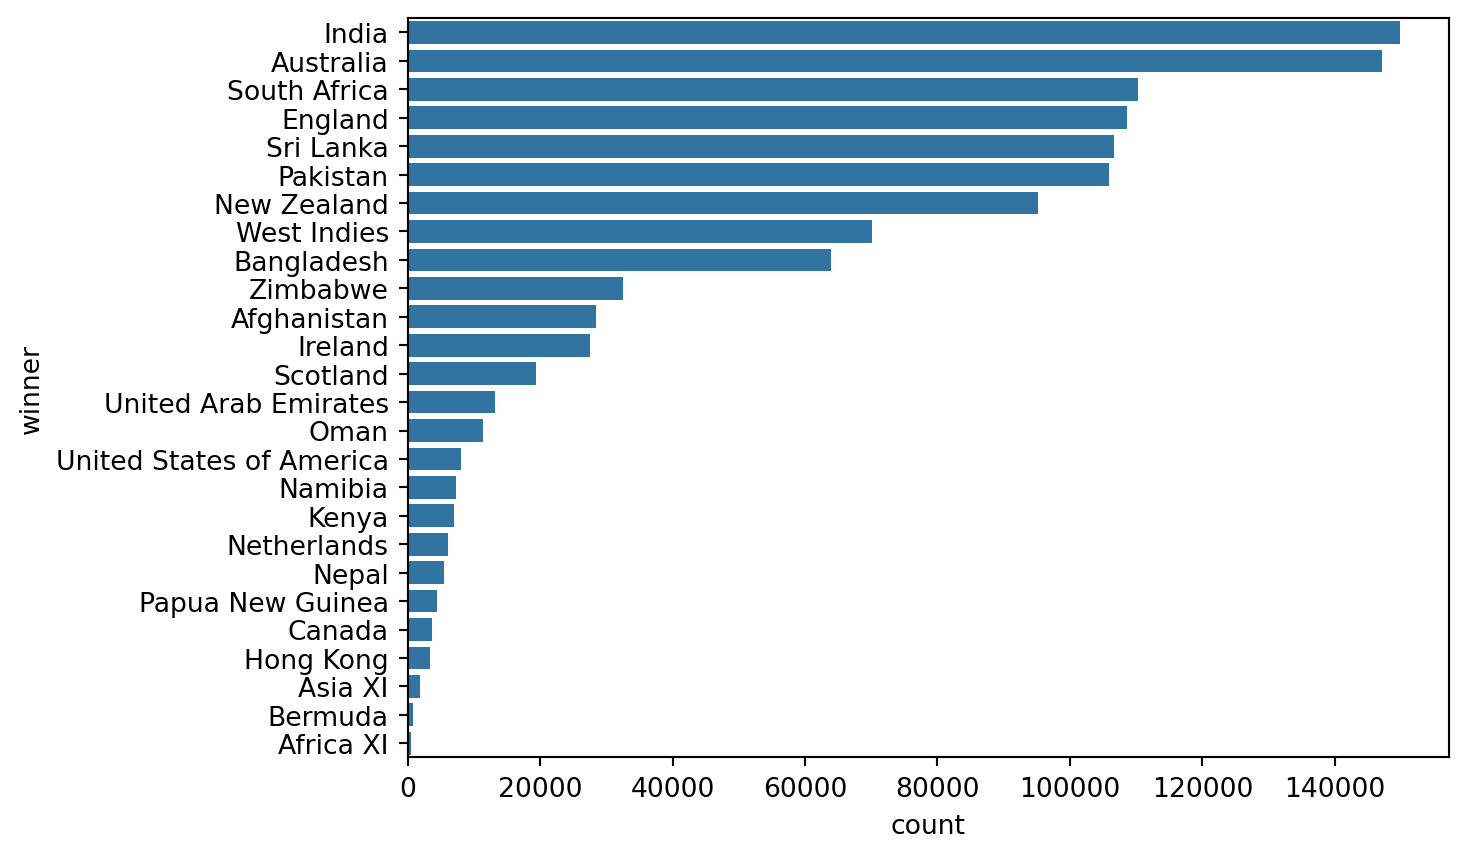 India
Australia
South Africa
England
Sri Lanka
Pakistan
New Zealand
West Indies
Bangladesh
Zimbabwe
Afghanistan
Ireland
Scotland
United Arab Emirates
Oman
United States of America
Namibia
Kenya
Netherlands
Nepal
Papua New Guinea
Canada
Hong Kong
Asia XI
Bermuda
Africa XI
winner
0 20000 40000 60000 80000 100000 120000 140000
count